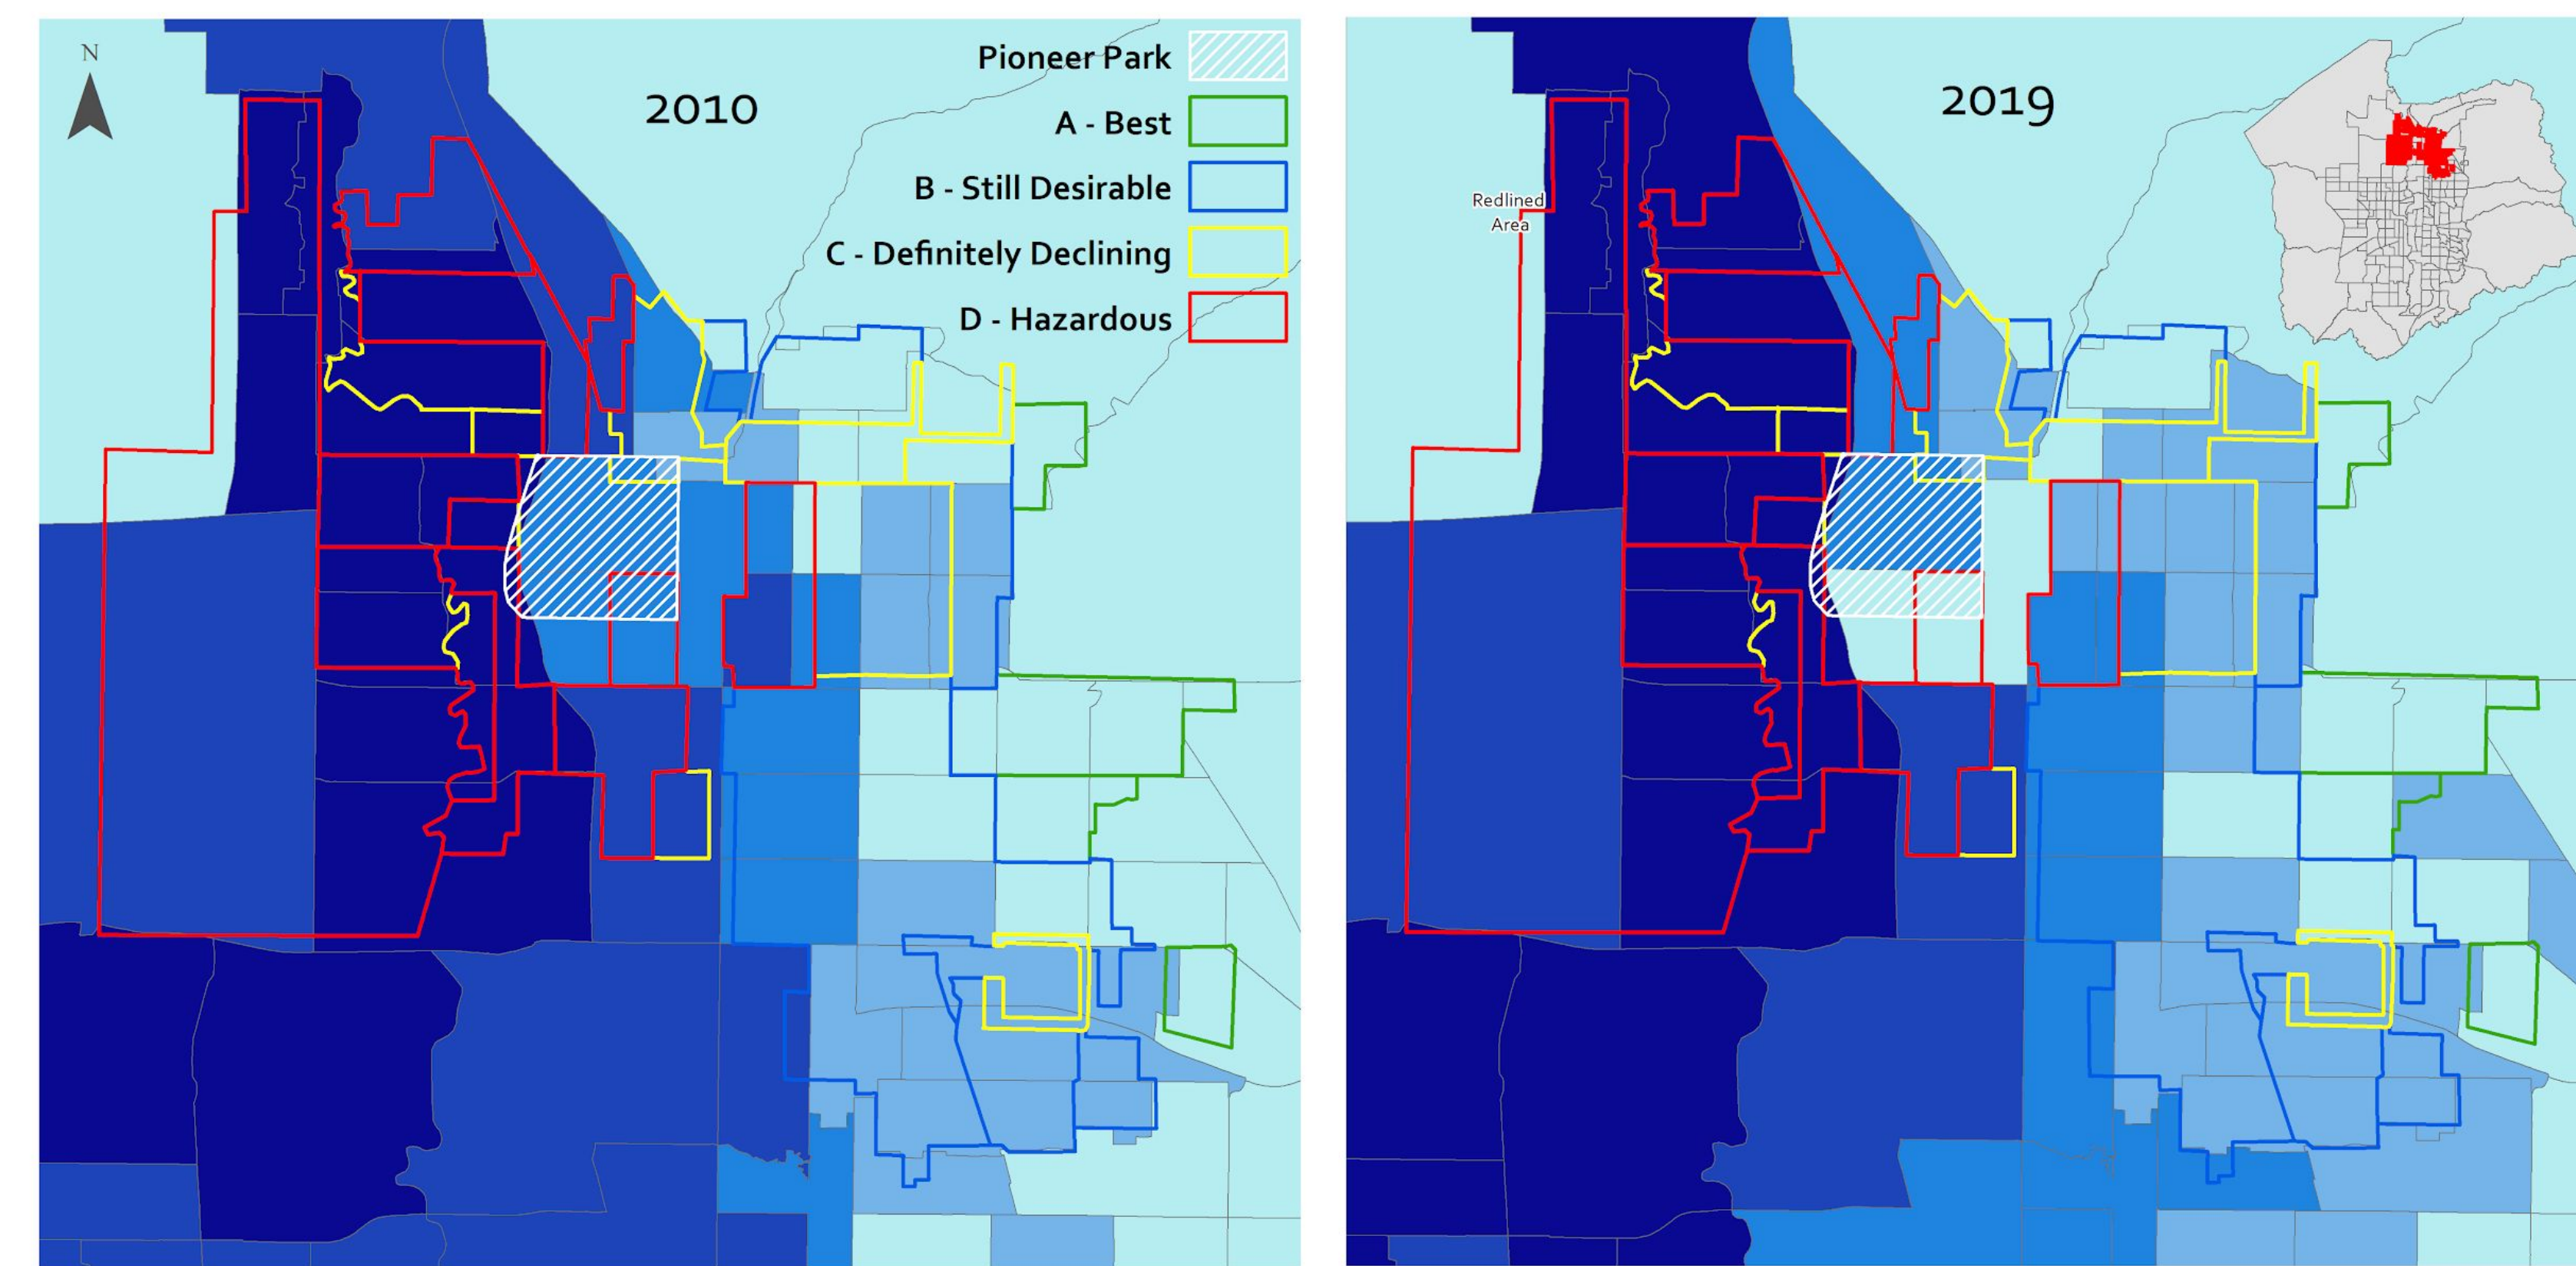 N
2010
Pioneer Park
A - Best
B - Still Desirable
C - Definitely Declining
D - Hazardous
2019
Redlined
Area